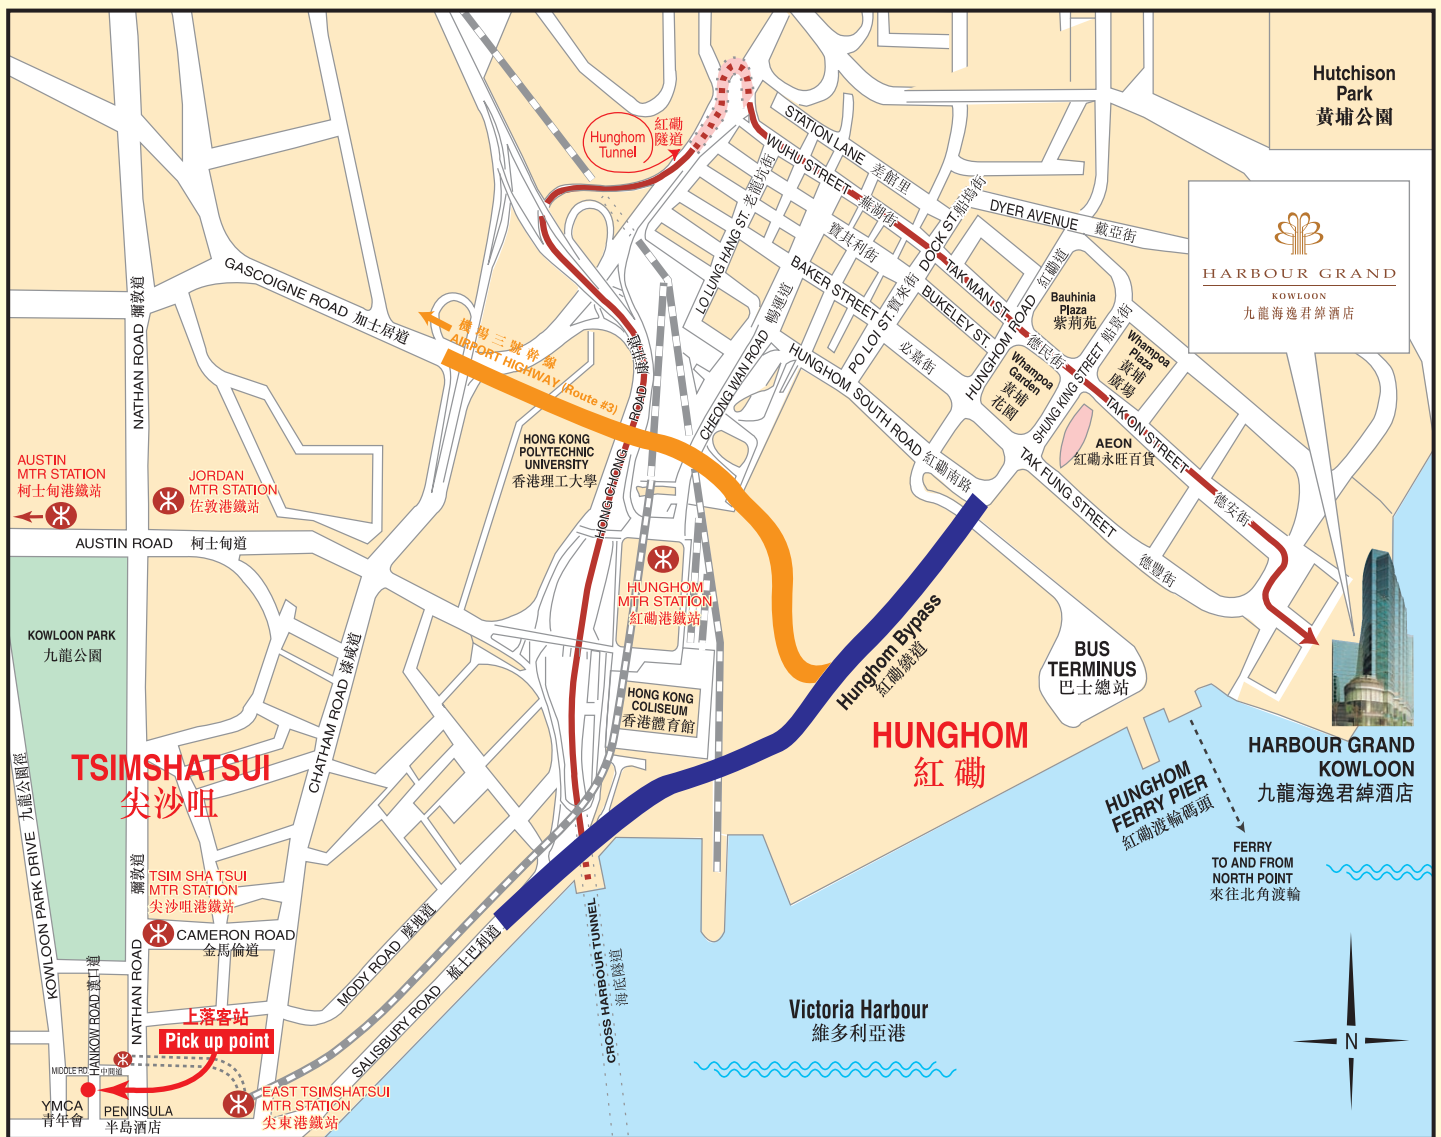 Hutchison
Park
黃埔公園
HARBOUR GRAND
KOWLOON
九龍海逸君綽酒店
Hunghom
Tunnel
紅磡
隧道
STATION LANE 差館里
WUHU STREET 蕪湖街
DYER AVENUE 戴亞街
LO LUNG HANG ST. 老龍坑街
DOCK ST. 船塢街
寶其利街
BAKER STREET
BUKELEY ST.
必嘉街
PO LOI ST. 寶來街
TAK MAN ST.
德民街
HUNGHOM ROAD 紅磡道
Bauhinia
Plaza
紫荊苑
Whampoa
Garden
黃埔
花園
Whampoa
Plaza
黃埔
廣場
SHUNG KING STREET 船景街
TAK ON STREET
德安街
AEON
紅磡永旺百貨
TAK FUNG STREET
德豐街
HUNGHOM SOUTH ROAD 紅磡南路
CHEONG WAN ROAD 暢運道
GASCOIGNE ROAD 加士居道
機場三號幹線
AIRPORT HIGHWAY (Route #3)
NATHAN ROAD 彌敦道
HONG KONG
POLYTECHNIC
UNIVERSITY
香港理工大學
HONG CHONG ROAD 康莊道
AUSTIN
MTR STATION
柯士甸港鐵站
JORDAN
MTR STATION
佐敦港鐵站
AUSTIN ROAD 柯士甸道
HUNGHOM
MTR STATION
紅磡港鐵站
KOWLOON PARK
九龍公園
CHATHAM ROAD 漆咸道
HONG KONG
COLISEUM
香港體育館
Hunghom Bypass
紅磡繞道
BUS
TERMINUS
巴士總站
HUNGHOM
紅磡
TSIMSHATSUI
尖沙咀
HARBOUR GRAND
KOWLOON
九龍海逸君綽酒店
HUNGHOM
FERRY PIER
紅磡渡輪碼頭
FERRY
TO AND FROM
NORTH POINT
來往北角渡輪
KOWLOON PARK DRIVE 九龍公園徑
彌敦道
TSIM SHA TSUI
MTR STATION
尖沙咀港鐵站
CAMERON ROAD
金馬倫道
NATHAN ROAD
HANKOW ROAD 漢口道
MODY ROAD 麼地道
SALISBURY ROAD 梳士巴利道
CROSS HARBOUR TUNNEL
海底隧道
Victoria Harbour
維多利亞港
上落客站
Pick up point
MIDDLE RD. 中間道
YMCA
青年會
PENINSULA
半島酒店
EAST TSIMSHATSUI
MTR STATION
尖東港鐵站
N